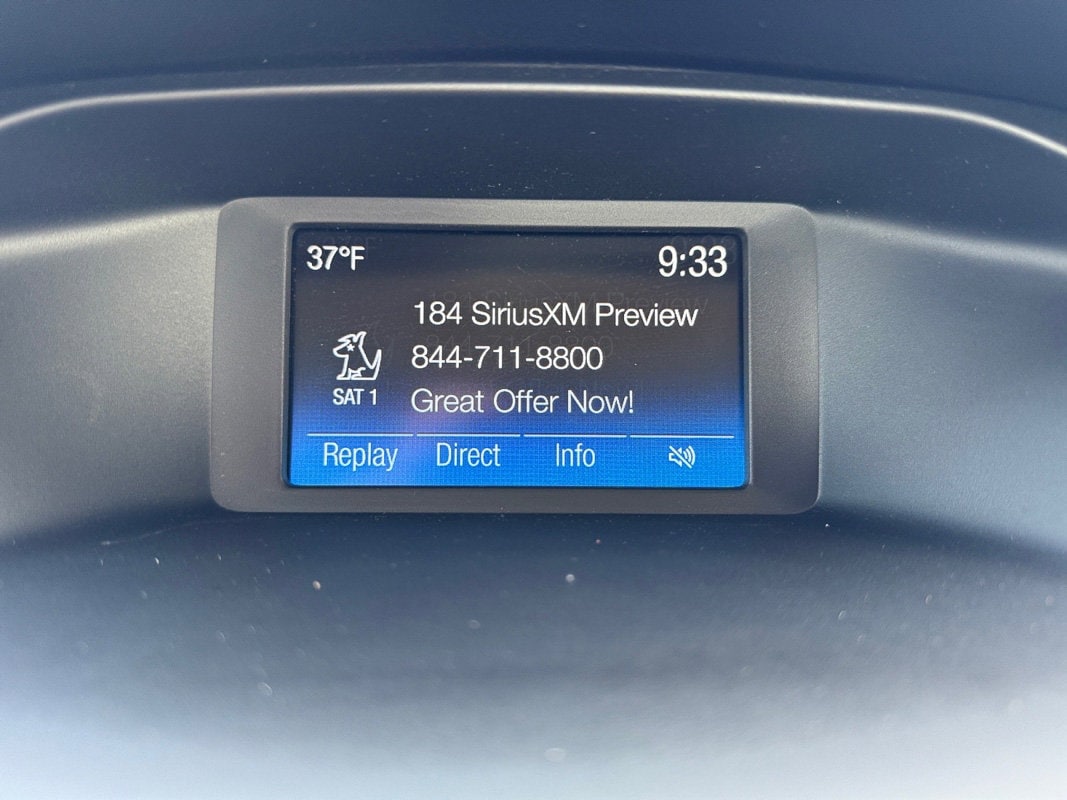 37°F
9:33
184 SiriusXM Preview
844-711-8800
SAT 1
Great Offer Now!
Replay Direct Info